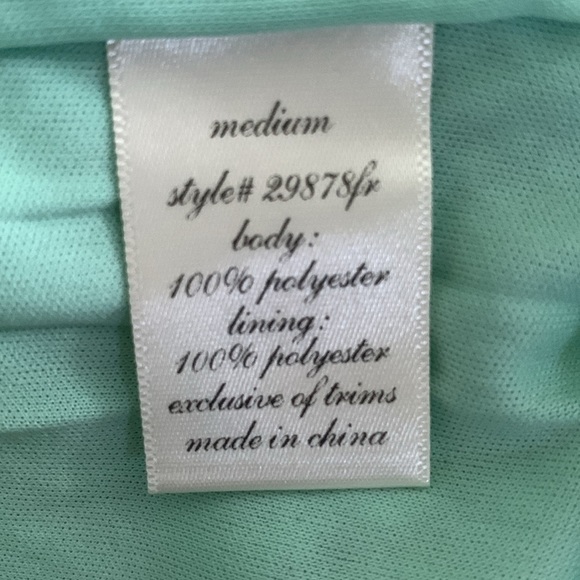 medium
style# 29878fr
body:
100% polyester
lining:
100% polyester
exclusive of trims
made in china